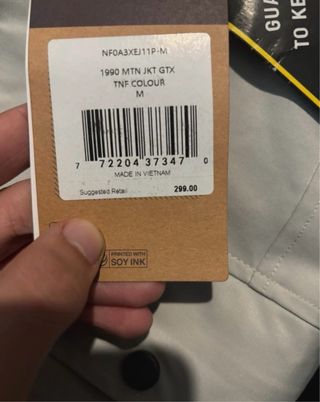 NF0A3XEJ11P-M
1990 MTN JKT GTX
TNF COLOUR
M
7 72204 37347 0
MADE IN VIETNAM
Suggested Retail 299.00
PRINTED WITH
SOY INK
GUA
TO KE